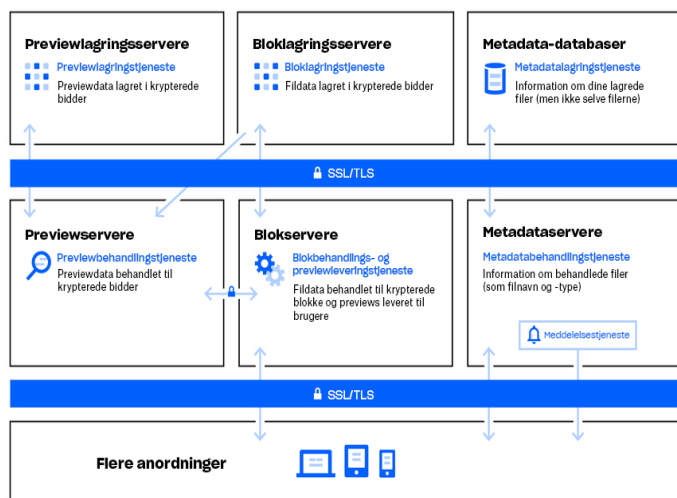 Previewlagringsservere
Previewlagringstjeneste
Previewdata lagret i krypterede
bidder
Bloklagringsservere
Bloklagringstjeneste
Fildata lagret i krypterede bidder
Metadata-databaser
Metadatalagringstjeneste
Information om dine lagrede
filer (men ikke selve filerne)
SSL/TLS
Previewservere
Previewbehandlingstjeneste
Previewdata behandlet til
krypterede bidder
Blokservere
Blokbehandlings- og
previewleveringstjeneste
Fildata behandlet til krypterede
blokke og previews leveret til
brugere
Metadataservere
Metadatabehandlingstjeneste
Information om behandlede filer
(som filnavn og -type)
Meddelelsestjeneste
SSL/TLS
Flere anordninger